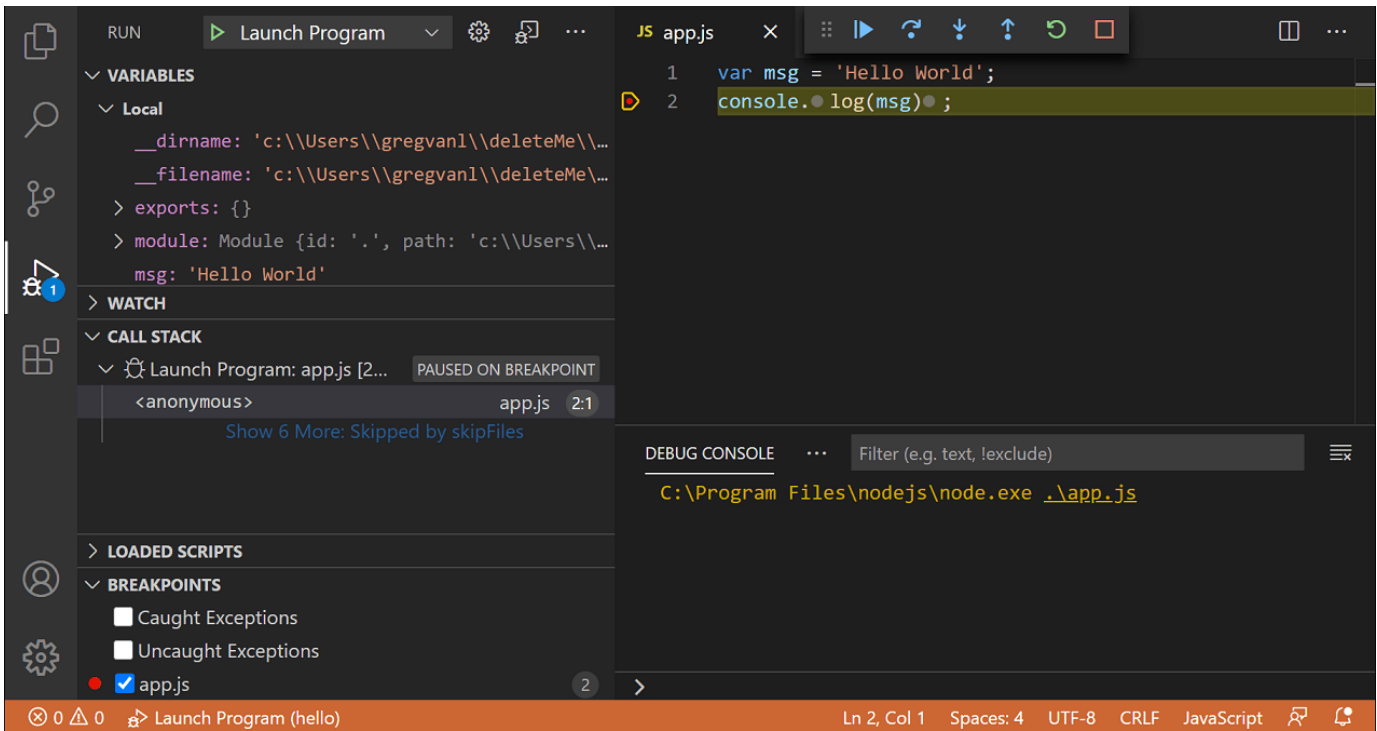 RUN
Launch Program
VARIABLES
Local
__dirname: 'c:\\Users\\gregvanl\\deleteMe\\…
__filename: 'c:\\Users\\gregvanl\\deleteMe\…
exports: {}
module: Module {id: '.', path: 'c:\\Users\\…
msg: 'Hello World'
WATCH
CALL STACK
Launch Program: app.js [2... PAUSED ON BREAKPOINT
<anonymous> app.js 2:1
Show 6 More: Skipped by skipFiles
LOADED SCRIPTS
BREAKPOINTS
Caught Exceptions
Uncaught Exceptions
app.js 2
1
JS app.js
1 var msg = 'Hello World';
2 console.log(msg) ;
DEBUG CONSOLE
Filter (e.g. text, !exclude)
C:\Program Files\nodejs\node.exe .\app.js
0 0 Launch Program (hello) Ln 2, Col 1 Spaces: 4 UTF-8 CRLF JavaScript